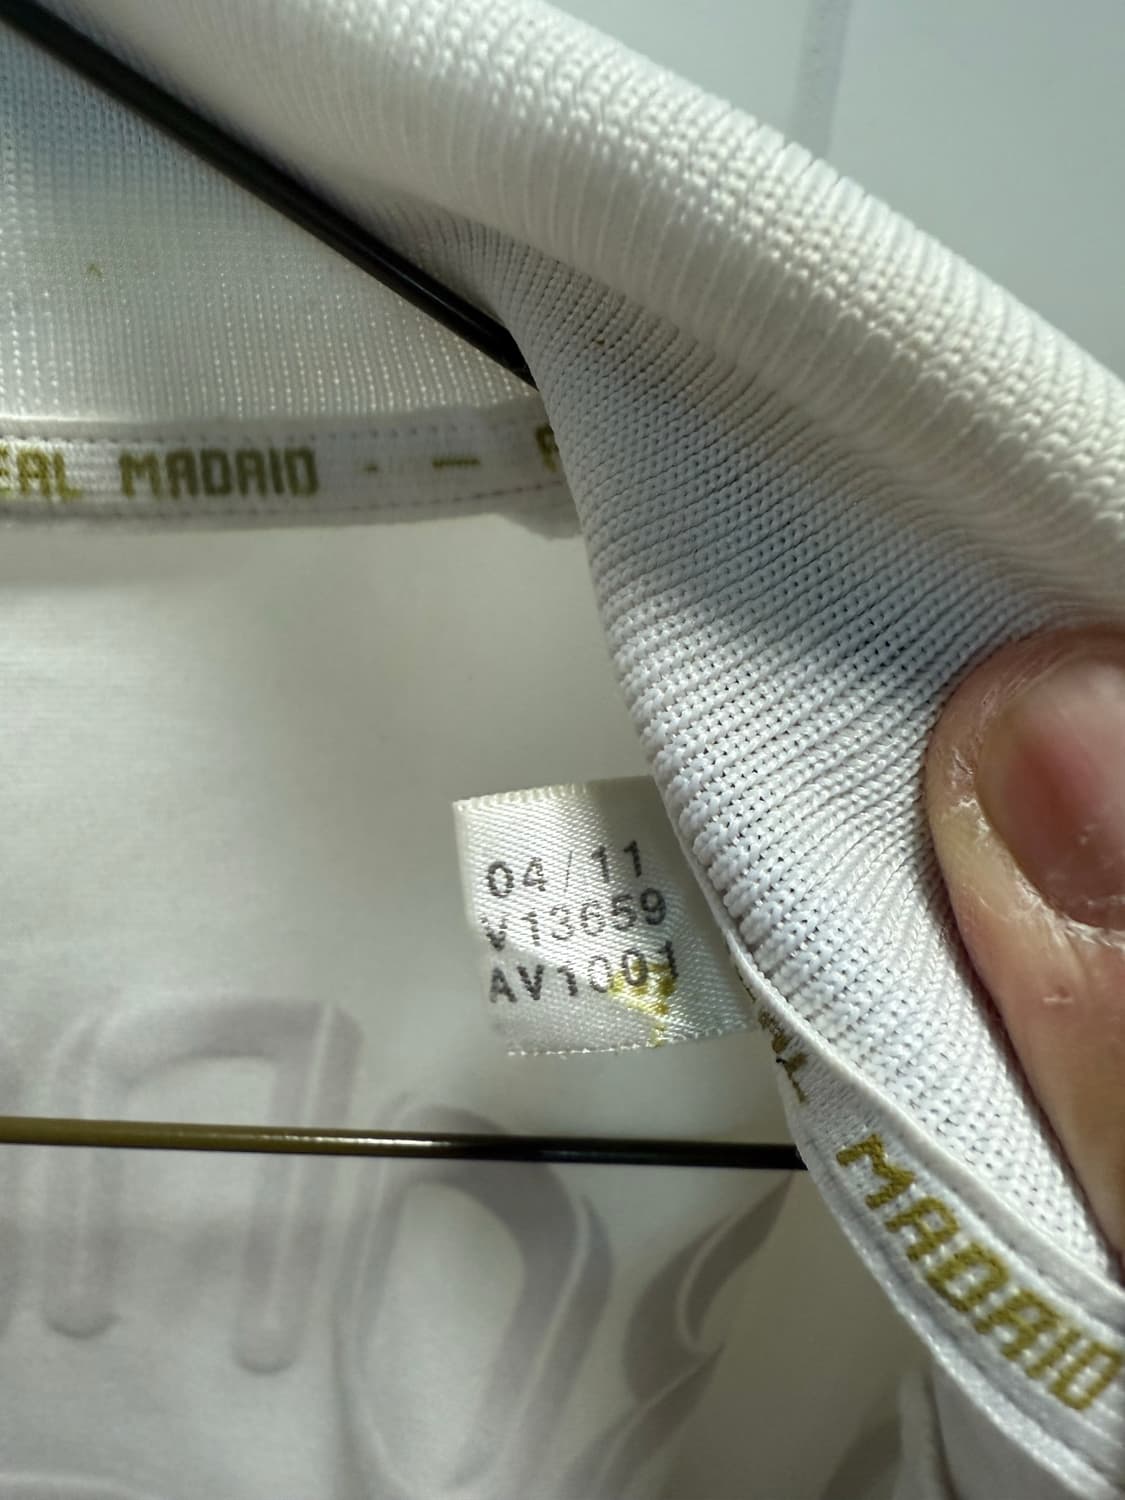 EAL MADRID - — R
04/11
V13659
AV1001
MADRID